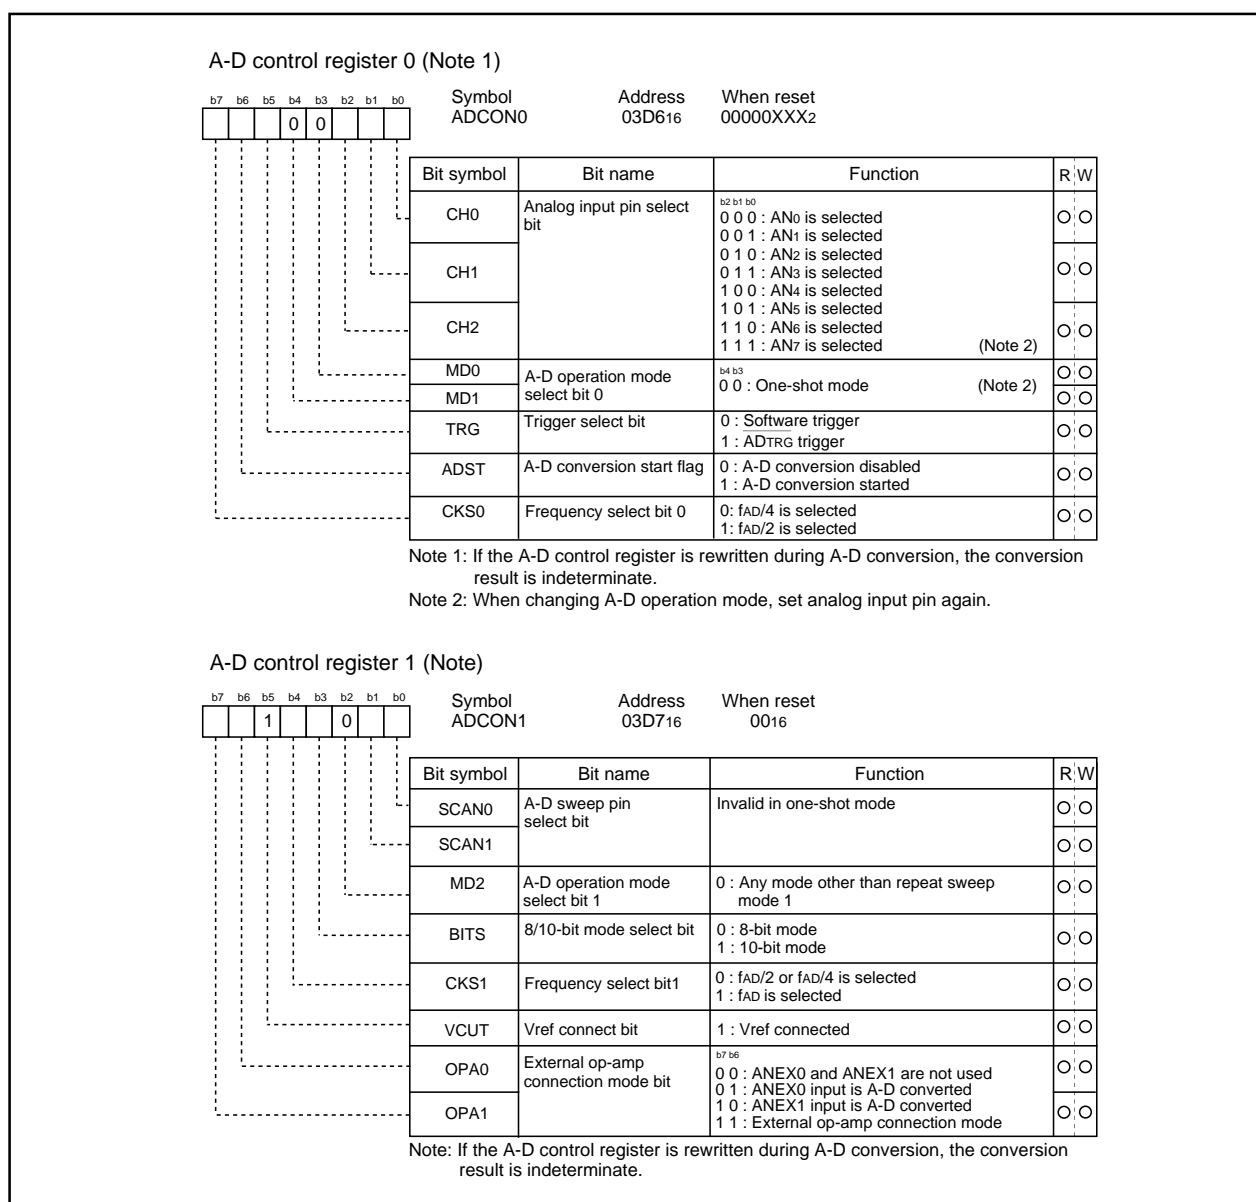 A-D control register 0 (Note 1)
b7 b6 b5 b4 b3 b2 b1 b0
0 0
Symbol Address When reset
ADCON0 03D616 00000XXX2
Bit symbol Bit name Function R W
CH0
Analog input pin select
bit
b2 b1 b0
0 0 0 : AN0 is selected
0 0 1 : AN1 is selected
0 1 0 : AN2 is selected
0 1 1 : AN3 is selected
1 0 0 : AN4 is selected
1 0 1 : AN5 is selected
1 1 0 : AN6 is selected
1 1 1 : AN7 is selected (Note 2)
CH1
CH2
MD0
MD1
A-D operation mode
select bit 0
b4 b3
0 0 : One-shot mode (Note 2)
TRG
Trigger select bit
0 : Software trigger
1 : ADTRG trigger
ADST
A-D conversion start flag
0 : A-D conversion disabled
1 : A-D conversion started
CKS0
Frequency select bit 0
0: fAD/4 is selected
1: fAD/2 is selected
Note 1: If the A-D control register is rewritten during A-D conversion, the conversion
result is indeterminate.
Note 2: When changing A-D operation mode, set analog input pin again.
A-D control register 1 (Note)
b7 b6 b5 b4 b3 b2 b1 b0
1 0
Symbol Address When reset
ADCON1 03D716 0016
Bit symbol Bit name Function R W
SCAN0
A-D sweep pin
select bit
Invalid in one-shot mode
SCAN1
MD2
A-D operation mode
select bit 1
0 : Any mode other than repeat sweep
mode 1
BITS
8/10-bit mode select bit
0 : 8-bit mode
1 : 10-bit mode
CKS1
Frequency select bit1
0 : fAD/2 or fAD/4 is selected
1 : fAD is selected
VCUT
Vref connect bit
1 : Vref connected
OPA0
External op-amp
connection mode bit
b7 b6
0 0 : ANEX0 and ANEX1 are not used
0 1 : ANEX0 input is A-D converted
1 0 : ANEX1 input is A-D converted
1 1 : External op-amp connection mode
OPA1
Note: If the A-D control register is rewritten during A-D conversion, the conversion
result is indeterminate.